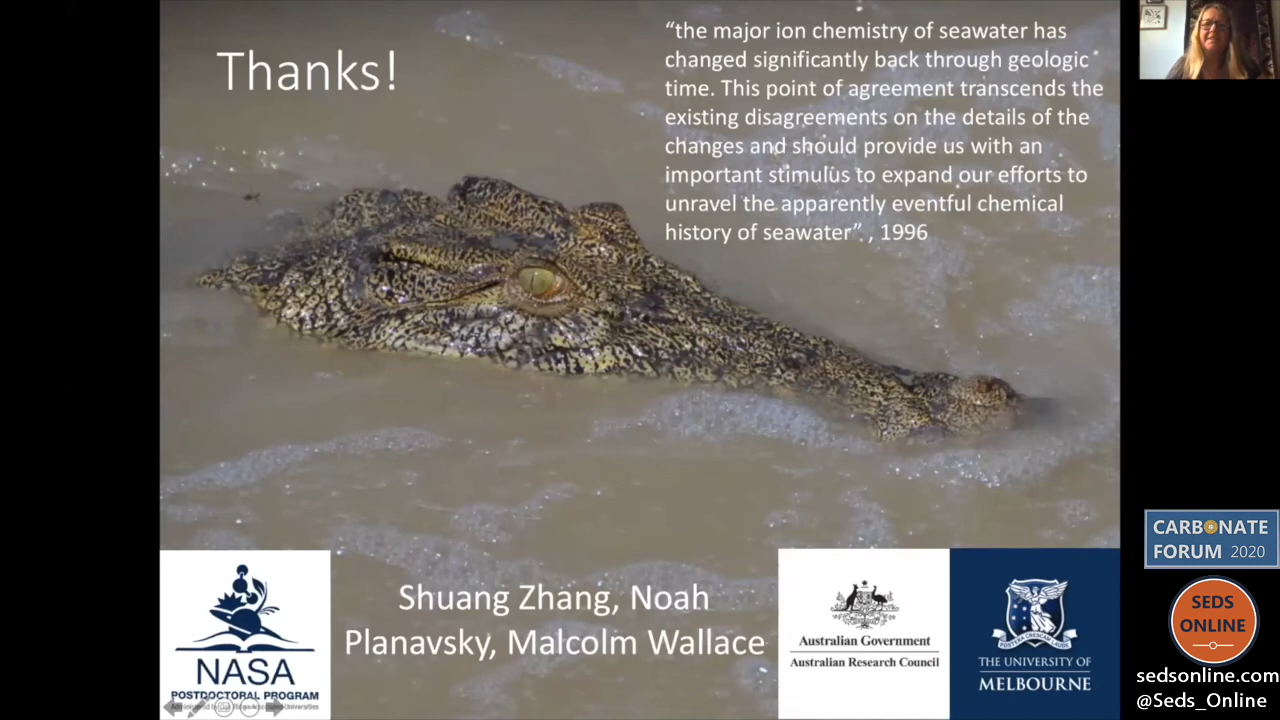 Thanks!
“the major ion chemistry of seawater has
changed significantly back through geologic
time. This point of agreement transcends the
existing disagreements on the details of the
changes and should provide us with an
important stimulus to expand our efforts to
unravel the apparently eventful chemical
history of seawater”. , 1996
NASA
POSTDOCTORAL PROGRAM
Shuang Zhang, Noah
Planavsky, Malcolm Wallace
Australian Government
Australian Research Council
THE UNIVERSITY OF
MELBOURNE
CARBONATE
FORUM 2020
SEDS
ONLINE
sedsonline.com
@Seds_Online